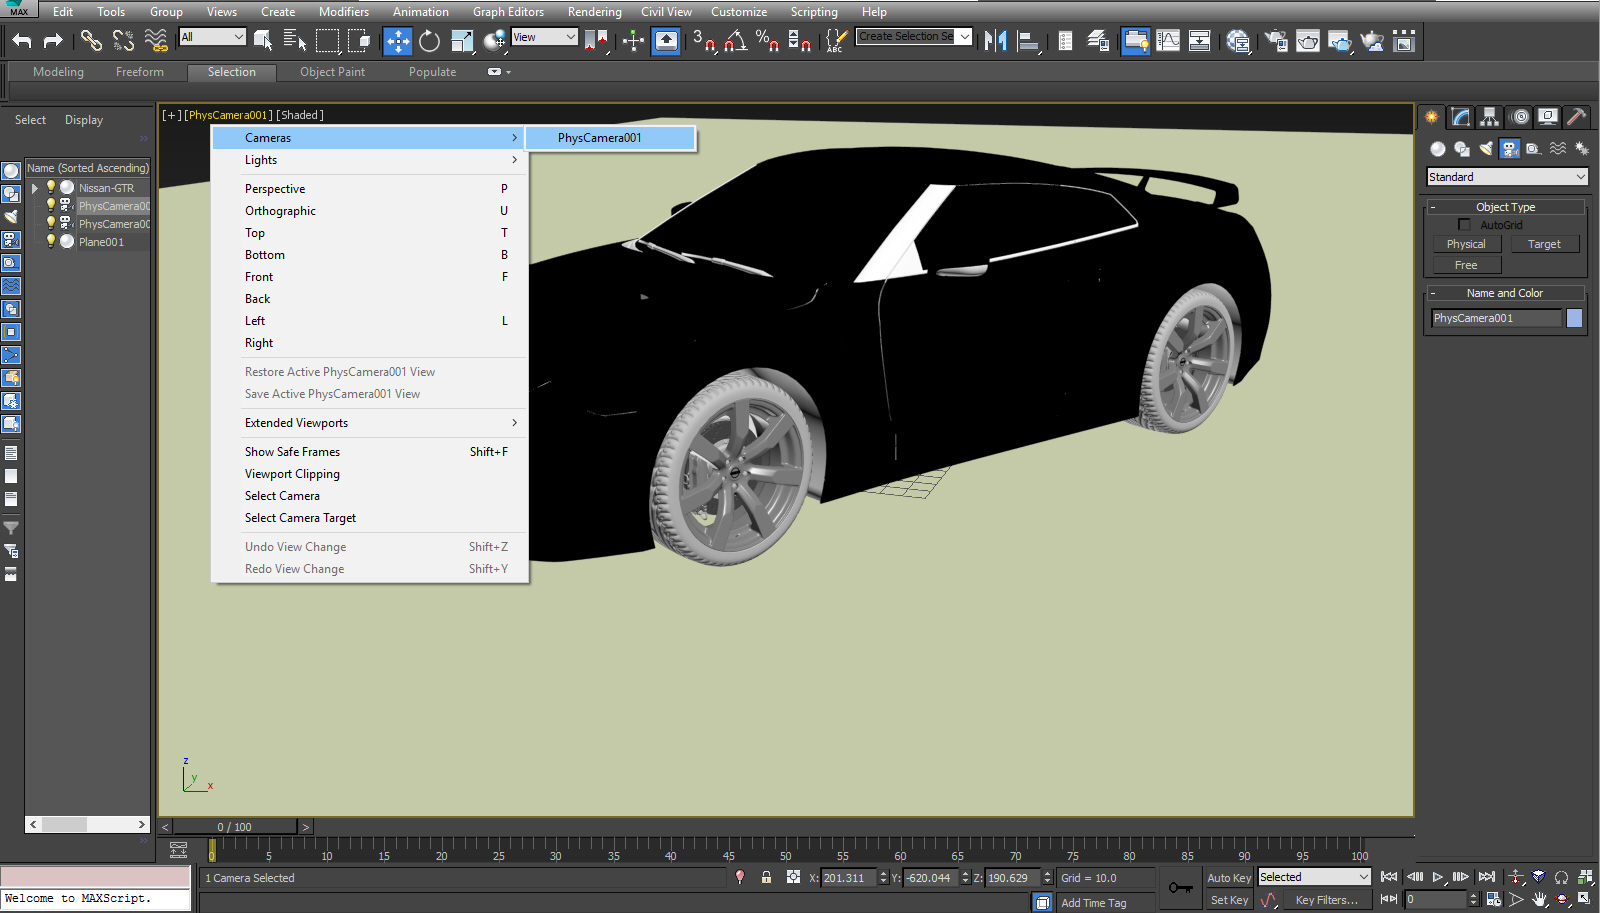 MAX Edit Tools Group Views Create Modifiers Animation Graph Editors Rendering Civil View Customize Scripting Help
All View 3 % ABC Create Selection Se
Modeling Freeform Selection Object Paint Populate
Select Display
Name (Sorted Ascending)
Nissan-GTR
PhysCamera00
PhysCamera00
Plane001
[+] [PhysCamera001] [Shaded]
Cameras > PhysCamera001
Lights >
Perspective P
Orthographic U
Top T
Bottom B
Front F
Back
Left L
Right
Restore Active PhysCamera001 View
Save Active PhysCamera001 View
Extended Viewports >
Show Safe Frames Shift+F
Viewport Clipping
Select Camera
Select Camera Target
Undo View Change Shift+Z
Redo View Change Shift+Y
z
y
x
Standard
- Object Type
AutoGrid
Physical Target
Free
- Name and Color
PhysCamera001
< 0 / 100 >
0 5 10 15 20 25 30 35 40 45 50 55 60 65 70 75 80 85 90 95 100
1 Camera Selected X: 201.311 Y: -620.044 Z: 190.629 Grid = 10.0 Auto Key Selected
Welcome to MAXScript. Add Time Tag Set Key Key Filters... 0